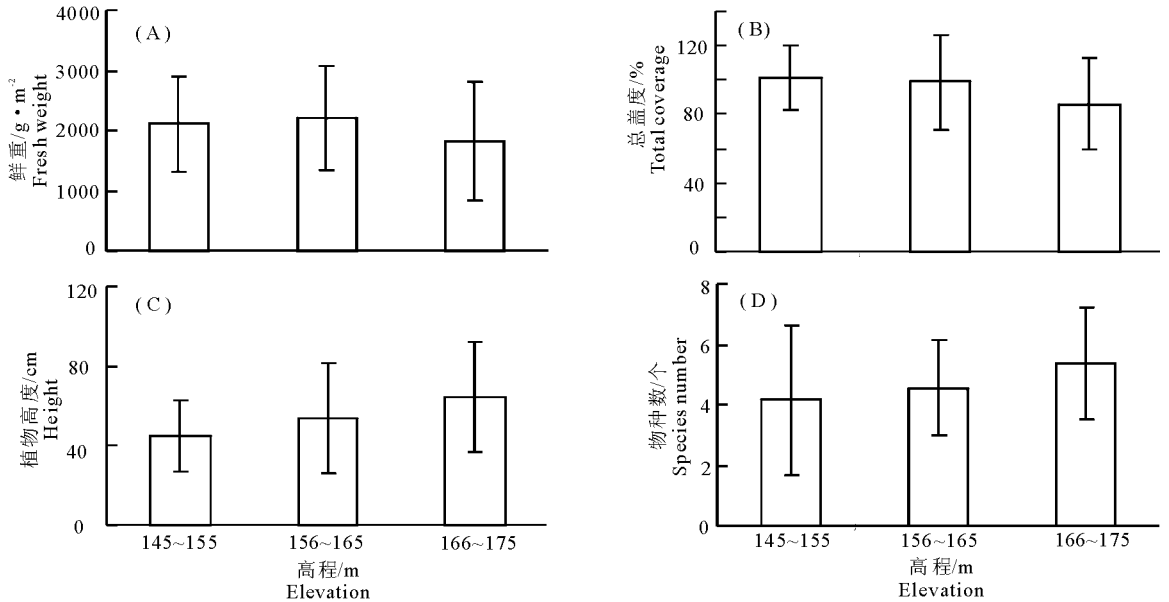 (A)
4000
3000
2000
1000
0
鲜重/g•m-2
Fresh weight
(B)
120
80
40
0
总盖度/%
Total coverage
(C)
120
80
40
0
植物高度/cm
Height
145~155
156~165
166~175
高程/m
Elevation
(D)
8
6
4
2
0
物种数/个
Species number
145~155
156~165
166~175
高程/m
Elevation